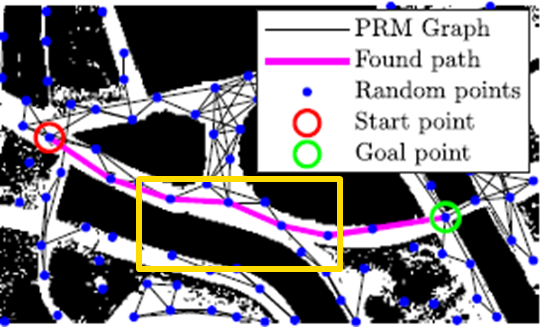 PRM Graph
Found path
Random points
Start point
Goal point